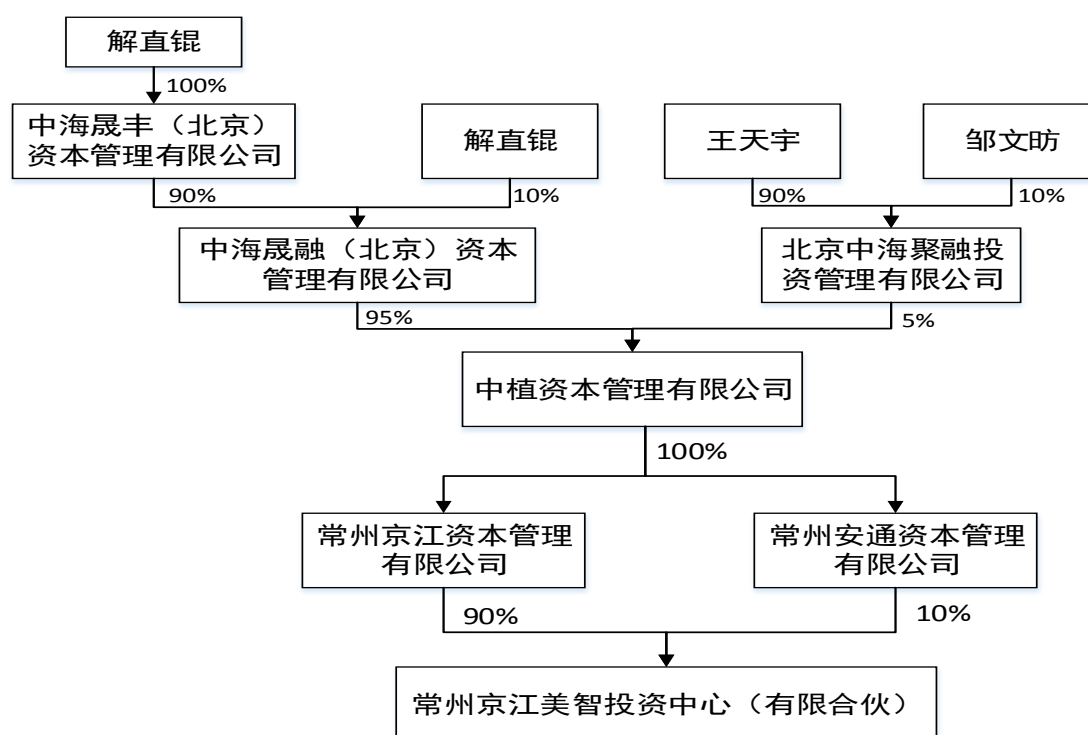 解直锟
100%
中海晟丰（北京）
资本管理有限公司
解直锟
王天宇
邹文昉
90%
10%
90%
10%
中海晟融（北京）资本
管理有限公司
北京中海聚融投
资管理有限公司
95%
5%
中植资本管理有限公司
100%
常州京江资本管理
有限公司
常州安通资本管理
有限公司
90%
10%
常州京江美智投资中心（有限合伙）